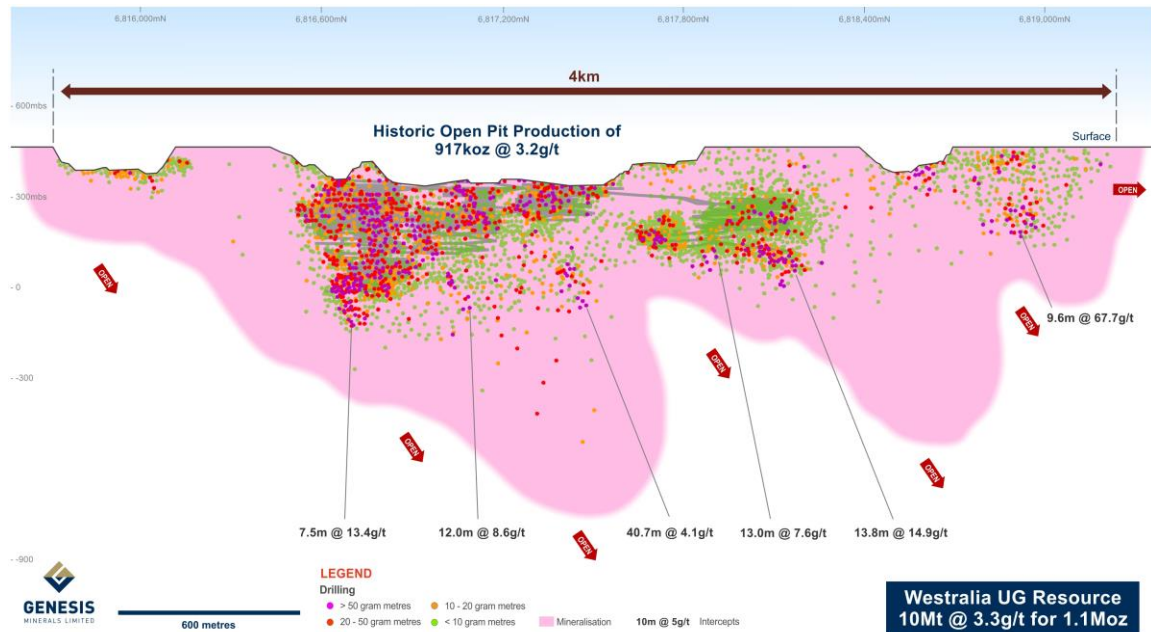 6,816,000mN
6,816,600mN
6,817,200mN
6,817,800mN
6,818,400mN
6,819,000mN
4km
- 600mbs
Historic Open Pit Production of
917koz @ 3.2g/t
Surface
- 300mbs
OPEN
- 0
OPEN
9.6m @ 67.7g/t
OPEN
OPEN
- -300
OPEN
OPEN
7.5m @ 13.4g/t
12.0m @ 8.6g/t
40.7m @ 4.1g/t
13.0m @ 7.6g/t
13.8m @ 14.9g/t
OPEN
- -900
LEGEND
Drilling
> 50 gram metres
10 - 20 gram metres
20 - 50 gram metres
< 10 gram metres
Mineralisation
10m @ 5g/t Intercepts
GENESIS
MINERALS LIMITED
600 metres
Westralia UG Resource
10Mt @ 3.3g/t for 1.1Moz